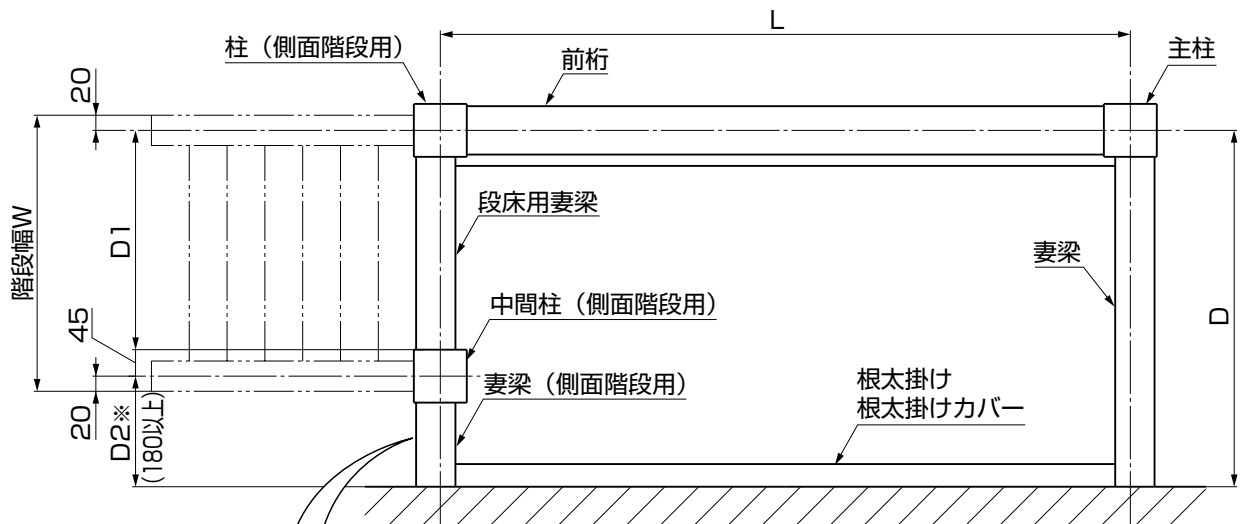 L
柱（側面階段用）
前桁
主柱
20
段床用妻梁
階段幅W
D1
妻梁
D
中間柱（側面階段用）
45
妻梁（側面階段用）
根太掛け
根太掛けカバー
20
D2※
（180以上）